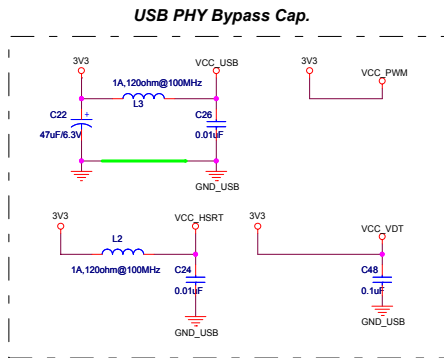 USB PHY Bypass Cap.
3V3
VCC_USB
3V3
VCC_PWM
1A,120ohm@100MHz
L3
C22
47uF/6.3V
+
C26
0.01uF
GND_USB
3V3
L2
VCC_HSRT
3V3
VCC_VDT
1A,120ohm@100MHz
C24
0.01uF
C48
0.1uF
GND_USB
GND_USB